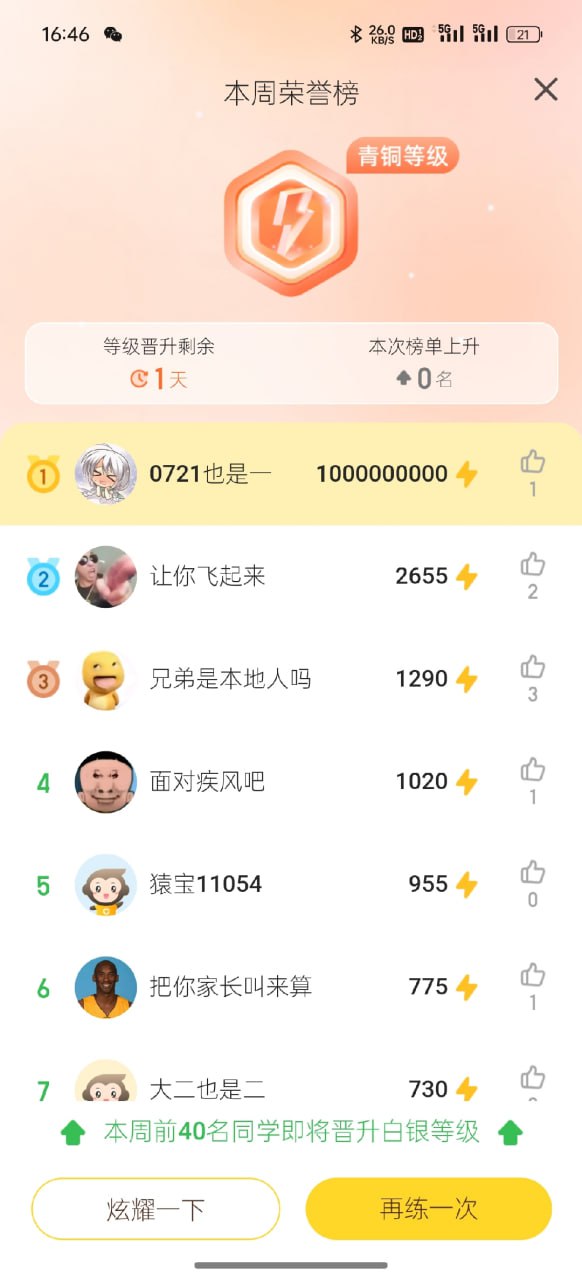 16:46 26.0 KB/S HD 5G 5G 21
本周荣誉榜
青铜等级
等级晋升剩余 本次榜单上升
1天 0名
1 0721也是一 1000000000 1
2 让你飞起来 2655 2
3 兄弟是本地人吗 1290 3
4 面对疾风吧 1020 1
5 猿宝11054 955 0
6 把你家长叫来算 775 1
7 大二也是二 730
本周前40名同学即将晋升白银等级
炫耀一下 再练一次